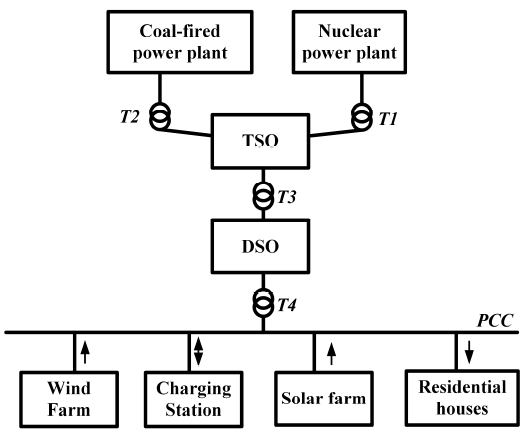 Coal-fired
power plant
Nuclear
power plant
T2
T1
TSO
T3
DSO
T4
PCC
Wind
Farm
Charging
Station
Solar farm
Residential
houses